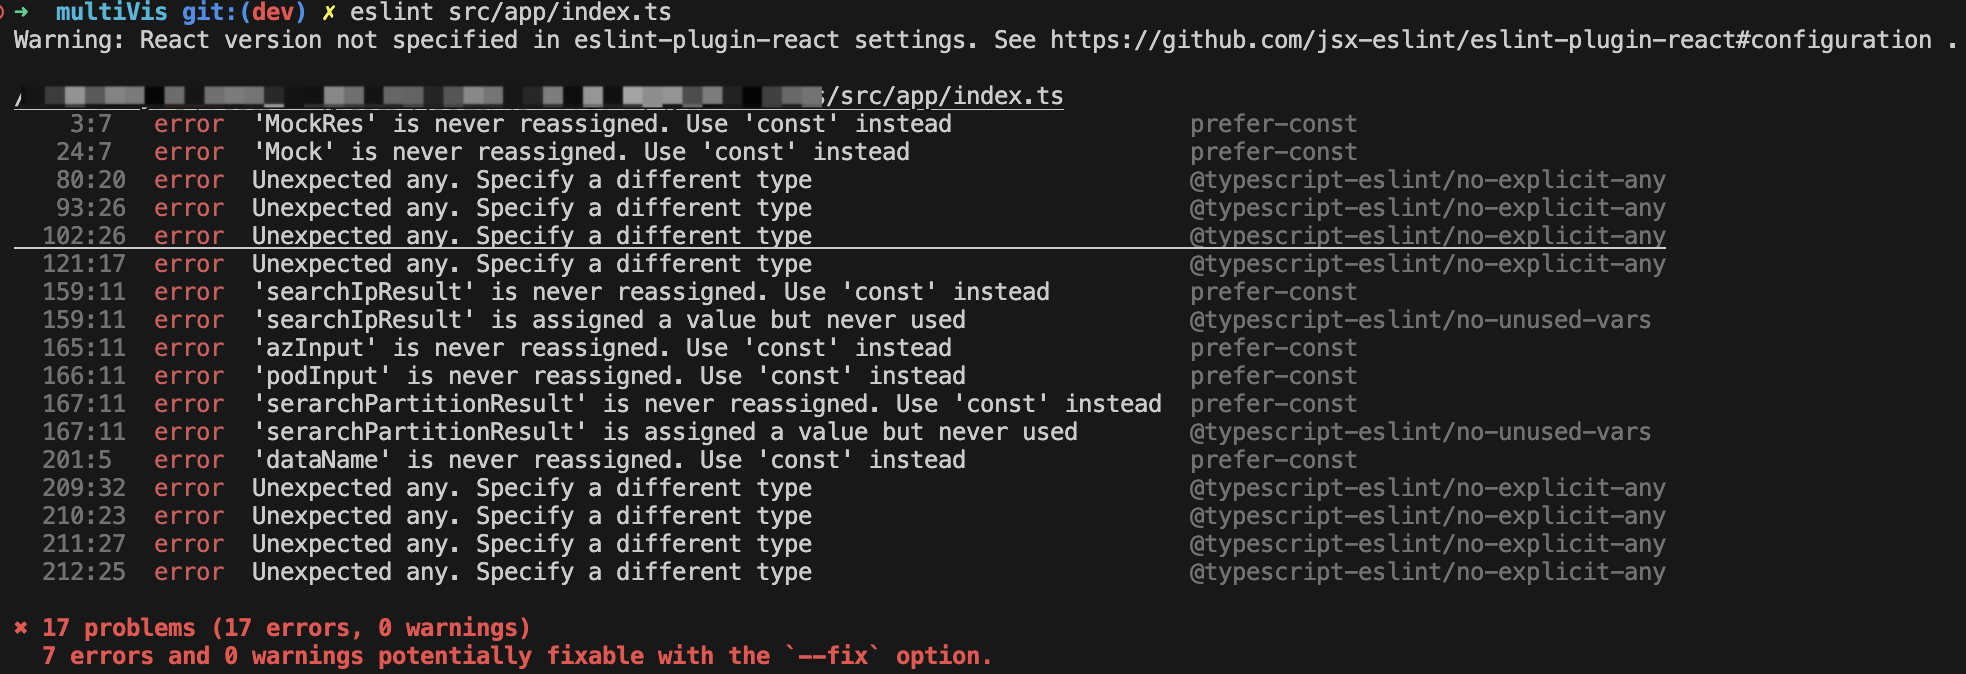 ➜ multiVis git:(dev) ✗ eslint src/app/index.ts
Warning: React version not specified in eslint-plugin-react settings. See https://github.com/jsx-eslint/eslint-plugin-react#configuration .
/src/app/index.ts
3:7 error 'MockRes' is never reassigned. Use 'const' instead prefer-const
24:7 error 'Mock' is never reassigned. Use 'const' instead prefer-const
80:20 error Unexpected any. Specify a different type @typescript-eslint/no-explicit-any
93:26 error Unexpected any. Specify a different type @typescript-eslint/no-explicit-any
102:26 error Unexpected any. Specify a different type @typescript-eslint/no-explicit-any
121:17 error Unexpected any. Specify a different type @typescript-eslint/no-explicit-any
159:11 error 'searchIpResult' is never reassigned. Use 'const' instead prefer-const
159:11 error 'searchIpResult' is assigned a value but never used @typescript-eslint/no-unused-vars
165:11 error 'azInput' is never reassigned. Use 'const' instead prefer-const
166:11 error 'podInput' is never reassigned. Use 'const' instead prefer-const
167:11 error 'serarchPartitionResult' is never reassigned. Use 'const' instead prefer-const
167:11 error 'serarchPartitionResult' is assigned a value but never used @typescript-eslint/no-unused-vars
201:5 error 'dataName' is never reassigned. Use 'const' instead prefer-const
209:32 error Unexpected any. Specify a different type @typescript-eslint/no-explicit-any
210:23 error Unexpected any. Specify a different type @typescript-eslint/no-explicit-any
211:27 error Unexpected any. Specify a different type @typescript-eslint/no-explicit-any
212:25 error Unexpected any. Specify a different type @typescript-eslint/no-explicit-any
✖ 17 problems (17 errors, 0 warnings)
7 errors and 0 warnings potentially fixable with the `--fix` option.